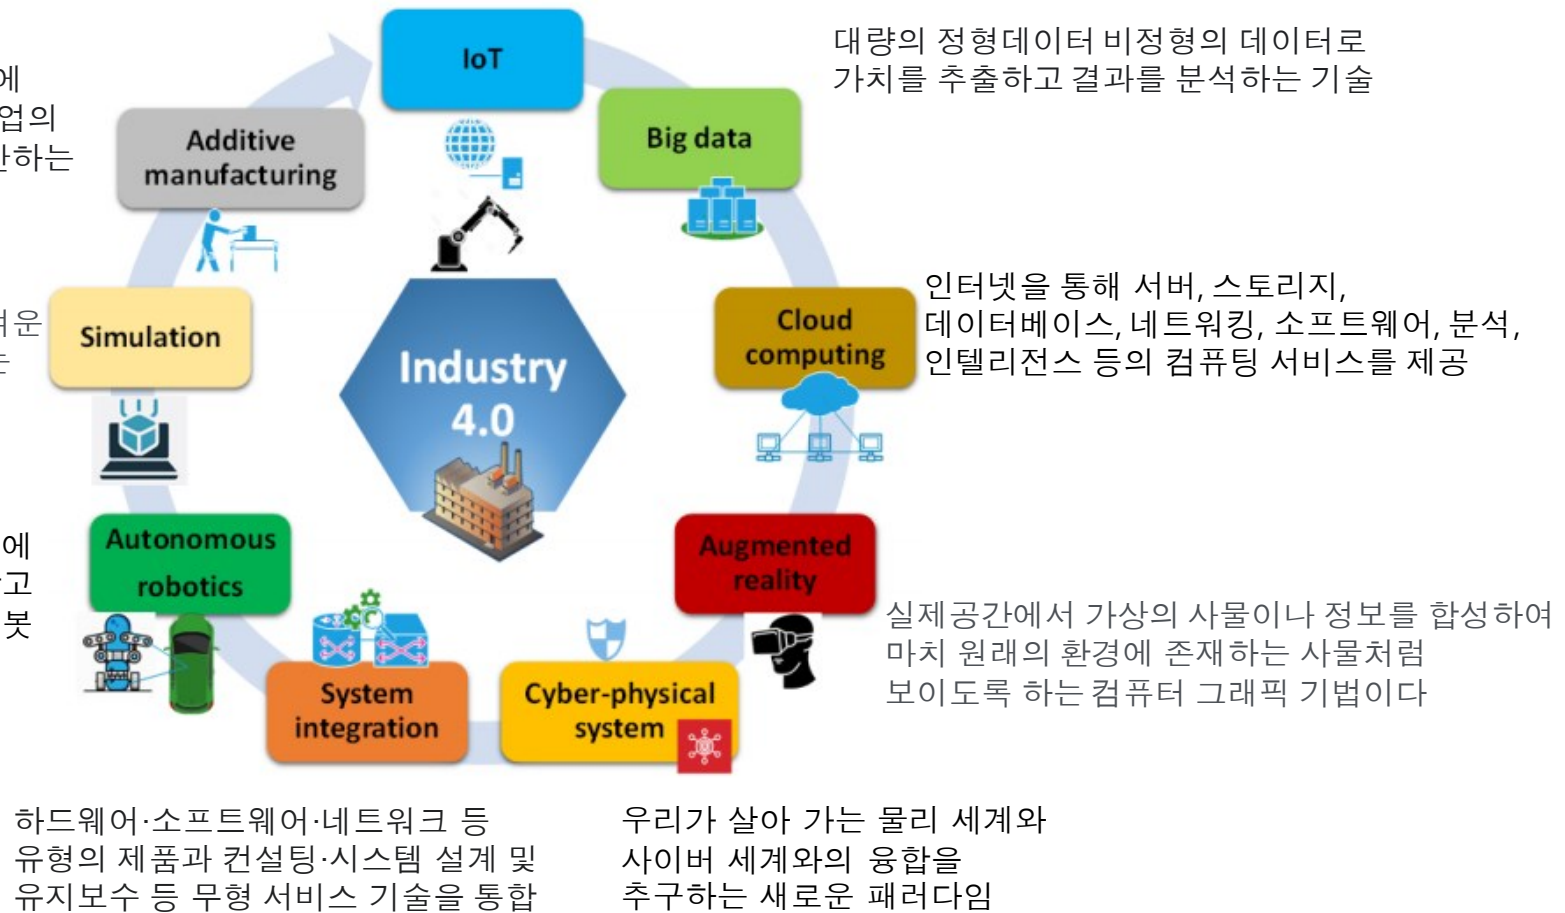 IoT
대량의 정형데이터 비정형의 데이터로
가치를 추출하고 결과를 분석하는 기술
에
업의
하는
Additive
manufacturing
Big data
Simulation
운
Industry
4.0
Cloud
computing
인터넷을 통해 서버, 스토리지,
데이터베이스, 네트워킹, 소프트웨어, 분석,
인텔리전스 등의 컴퓨팅 서비스를 제공
에
고
봇
Autonomous
robotics
Augmented
reality
실제공간에서 가상의 사물이나 정보를 합성하여
마치 원래의 환경에 존재하는 사물처럼
보이도록 하는 컴퓨터 그래픽 기법이다
System
integration
Cyber-physical
system
하드웨어·소프트웨어·네트워크 등
유형의 제품과 컨설팅·시스템 설계 및
유지보수 등 무형 서비스 기술을 통합
우리가 살아 가는 물리 세계와
사이버 세계와의 융합을
추구하는 새로운 패러다임